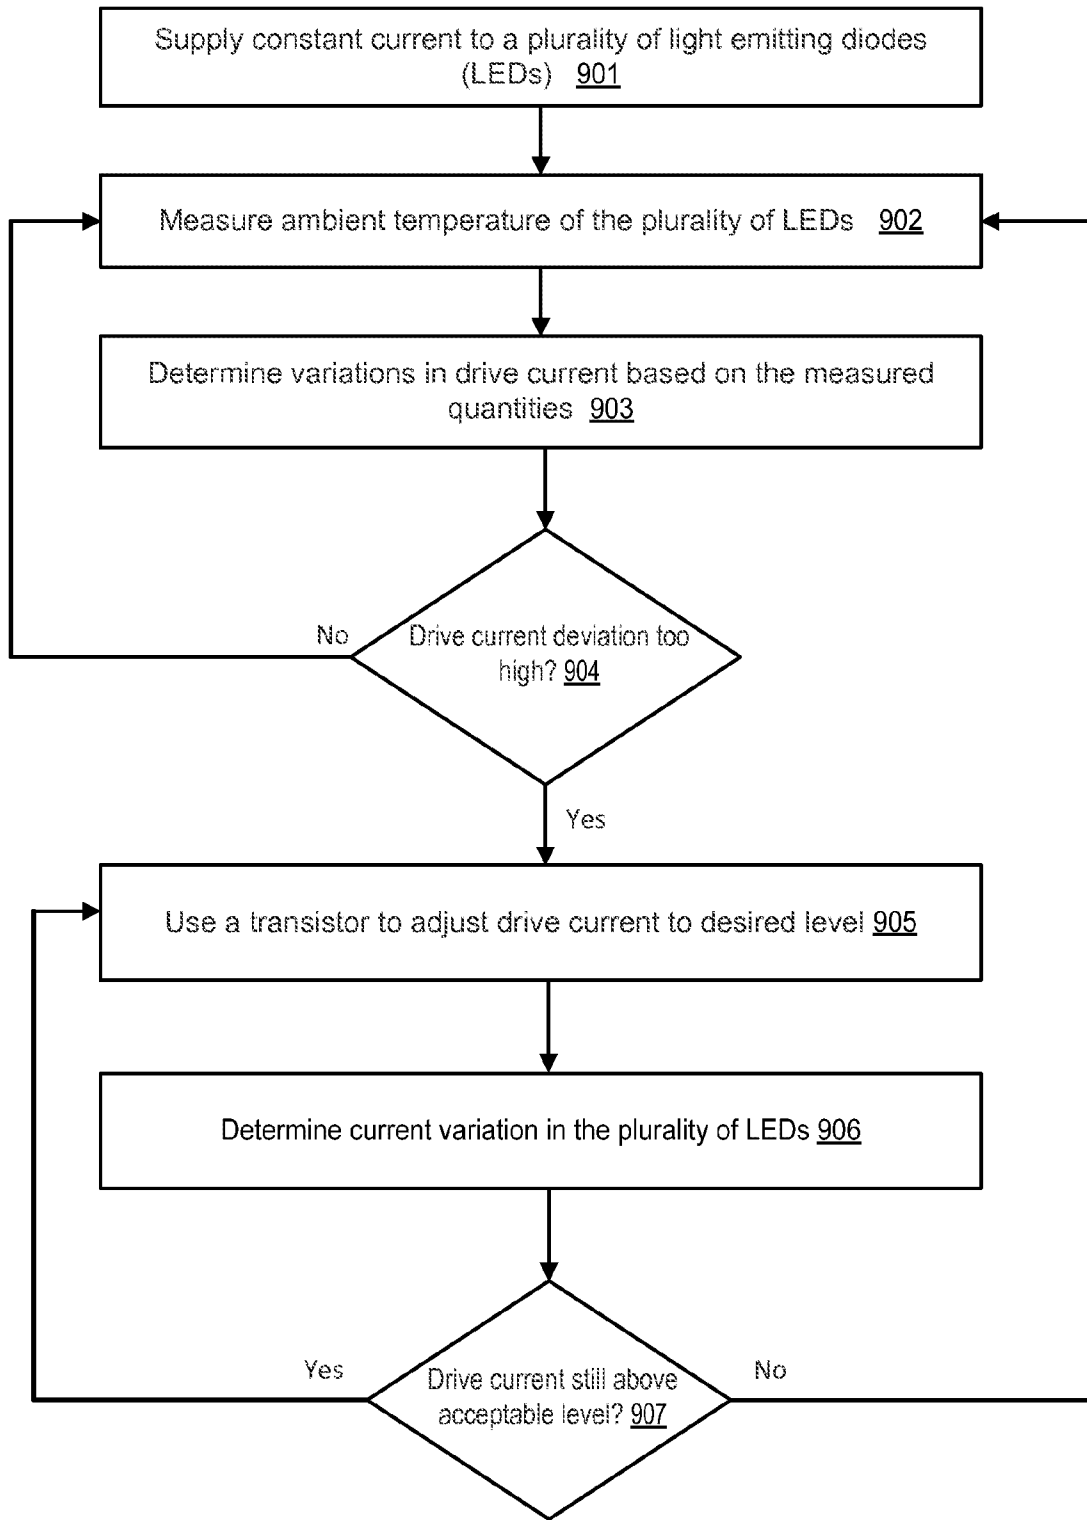 Supply constant current to a plurality of light emitting diodes
(LEDs) 901
Measure ambient temperature of the plurality of LEDs 902
Determine variations in drive current based on the measured
quantities 903
No
Drive current deviation too
high? 904
Yes
Use a transistor to adjust drive current to desired level 905
Determine current variation in the plurality of LEDs 906
Yes
Drive current still above
acceptable level? 907
No